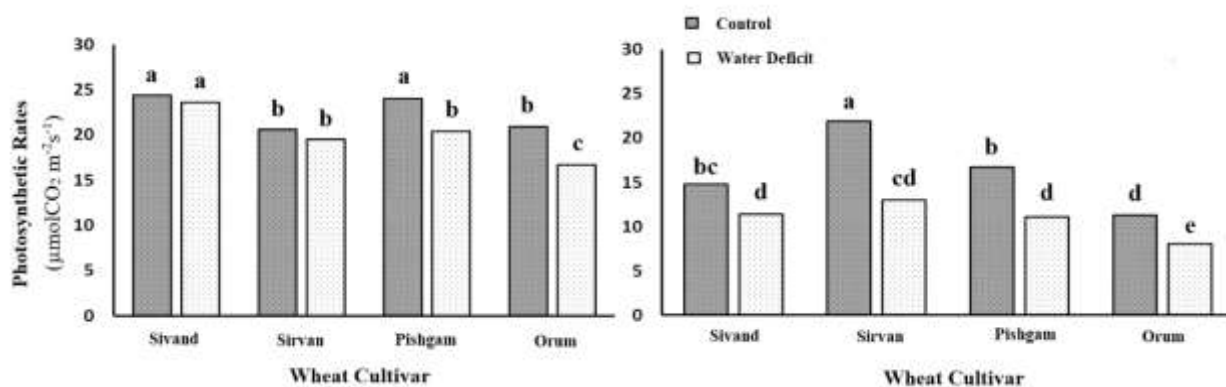 Photosynthetic Rates
(µmolCO₂ m⁻²s⁻¹)
30
25
20
15
10
5
0
a a b b a b b c
Sivand Sirvan Pishgam Orum
Wheat Cultivar
Control
Water Deficit
30
25
20
15
10
5
0
bc d a cd b d d e
Sivand Sirvan Pishgam Orum
Wheat Cultivar